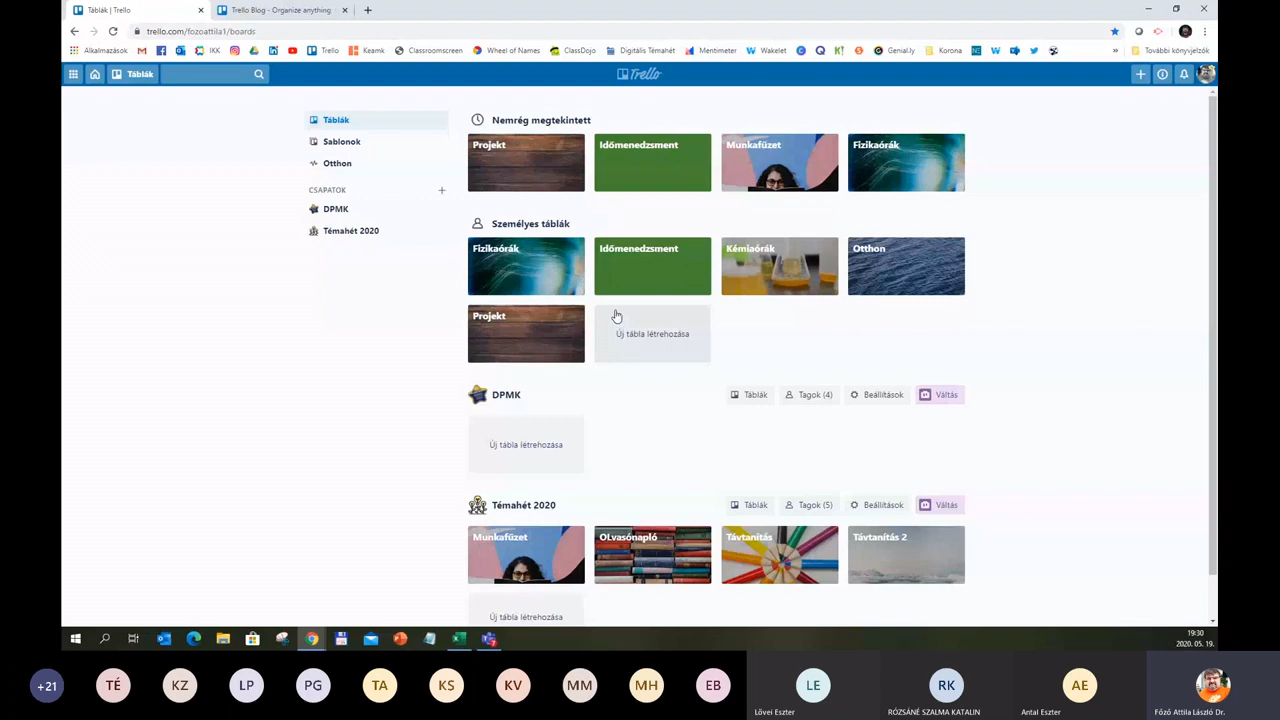 Táblák | Trello
Trello Blog - Organize anything
trello.com/fozoattila1/boards
Alkalmazások
IKK
Trello
Keamk
Classroomscreen
Wheel of Names
ClassDojo
Digitális Témahét
Mentimeter
Wakelet
Genial.ly
Korona
További könyvjelzők
Táblák
Trello
Táblák
Sablonok
Otthon
CSAPATOK
DPMK
Témahét 2020
Nemrég megtekintett
Projekt
Időmenedzsment
Munkafüzet
Fizikaórák
Személyes táblák
Fizikaórák
Időmenedzsment
Kémiaórák
Otthon
Projekt
Új tábla létrehozása
DPMK
Táblák
Tagok (4)
Beállítások
Váltás
Új tábla létrehozása
Témahét 2020
Táblák
Tagok (5)
Beállítások
Váltás
Munkafüzet
OLvasónapló
Távtanítás
Távtanítás 2
Új tábla létrehozása
19:30
2020. 05. 19.
+21
TÉ
KZ
LP
PG
TA
KS
KV
MM
MH
EB
LE
RK
AE
Lővei Eszter
RÓZSÁNÉ SZALMA KATALIN
Antal Eszter
Főző Attila László Dr.